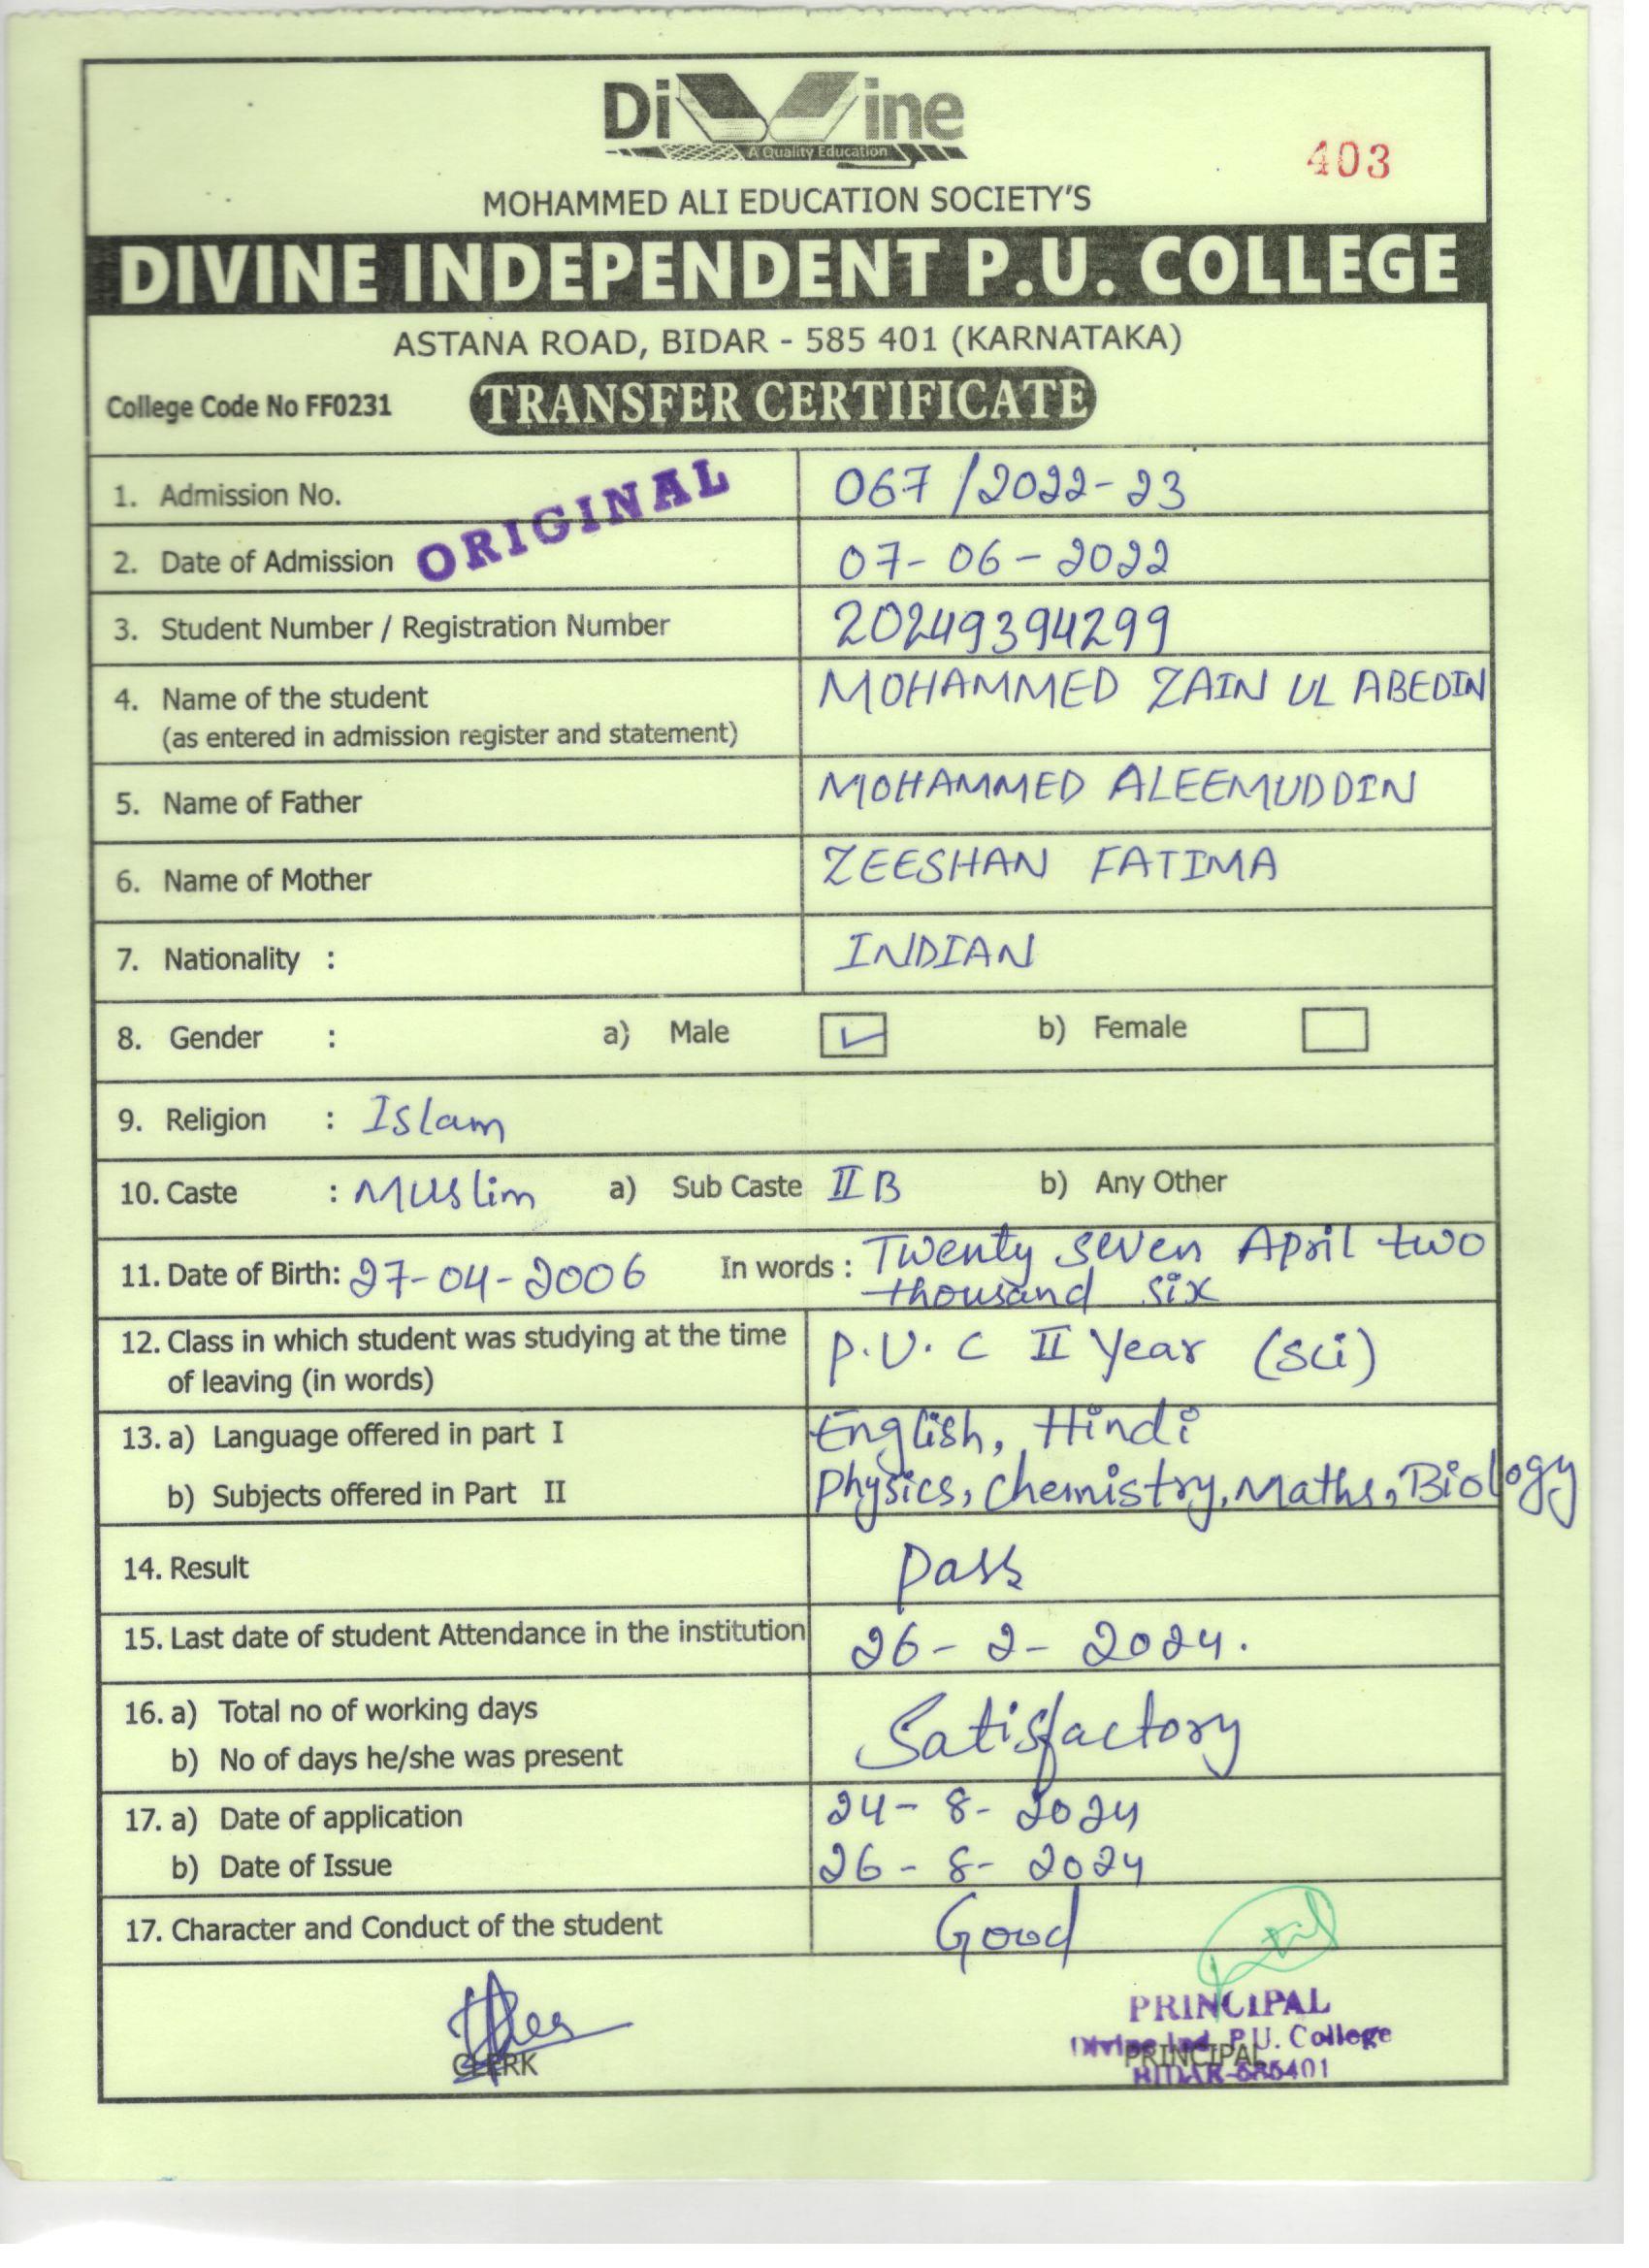 Divine
A Quality Education
403
MOHAMMED ALI EDUCATION SOCIETY'S
DIVINE INDEPENDENT P.U. COLLEGE
ASTANA ROAD, BIDAR - 585 401 (KARNATAKA)
College Code No FF0231 TRANSFER CERTIFICATE
ORIGINAL
1. Admission No. 067/2022-23
2. Date of Admission 07-06-2022
3. Student Number / Registration Number 20249394299
4. Name of the student MOHAMMED ZAIN UL ABEDIN
(as entered in admission register and statement)
5. Name of Father MOHAMMED ALEEMUDDIN
6. Name of Mother ZEESHAN FATIMA
7. Nationality : INDIAN
8. Gender : a) Male b) Female
9. Religion : Islam
10. Caste : Muslim a) Sub Caste II B b) Any Other
11. Date of Birth: 27-04-2006 In words : Twenty seven April two
thousand six
12. Class in which student was studying at the time P.U.C II Year (Sci)
of leaving (in words)
13. a) Language offered in part I English, Hindi
b) Subjects offered in Part II Physics, Chemistry, Maths, Biology
14. Result Pass
15. Last date of student Attendance in the institution 26-2-2024.
16. a) Total no of working days Satisfactory
b) No of days he/she was present
17. a) Date of application 24-8-2024
b) Date of Issue 26-8-2024
17. Character and Conduct of the student Good
PRINCIPAL
Divine Ind. P.U. College
CLERK PRINCIPAL
BIDAR-585401